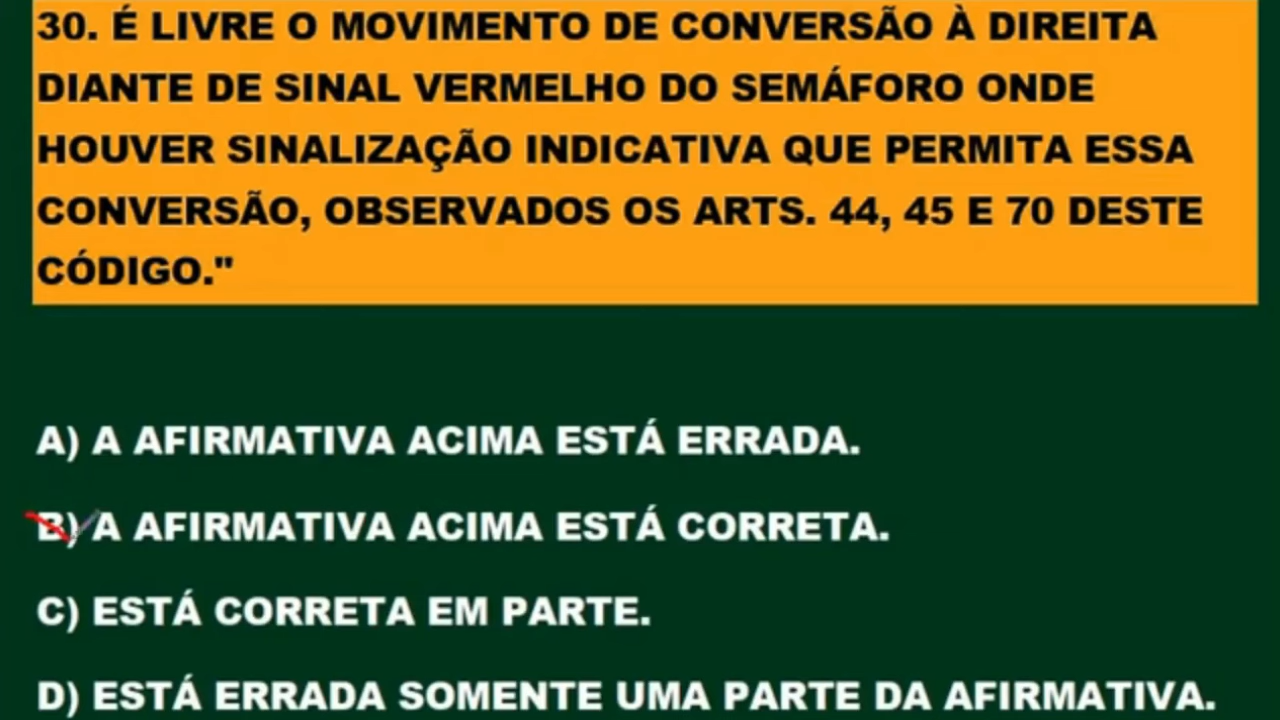 30. É LIVRE O MOVIMENTO DE CONVERSÃO À DIREITA
DIANTE DE SINAL VERMELHO DO SEMÁFORO ONDE
HOUVER SINALIZAÇÃO INDICATIVA QUE PERMITA ESSA
CONVERSÃO, OBSERVADOS OS ARTS. 44, 45 E 70 DESTE
CÓDIGO."
A) A AFIRMATIVA ACIMA ESTÁ ERRADA.
B) A AFIRMATIVA ACIMA ESTÁ CORRETA.
C) ESTÁ CORRETA EM PARTE.
D) ESTÁ ERRADA SOMENTE UMA PARTE DA AFIRMATIVA.